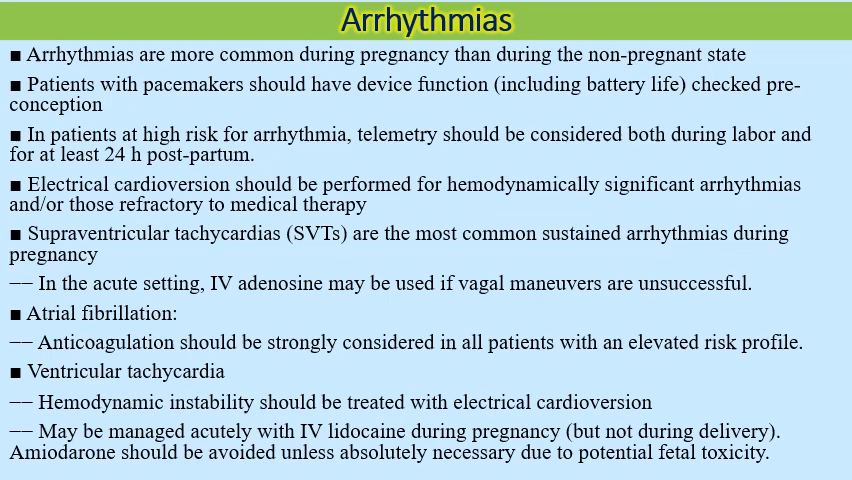 Arrhythmias
■ Arrhythmias are more common during pregnancy than during the non-pregnant state
■ Patients with pacemakers should have device function (including battery life) checked pre-
conception
■ In patients at high risk for arrhythmia, telemetry should be considered both during labor and
for at least 24 h post-partum.
■ Electrical cardioversion should be performed for hemodynamically significant arrhythmias
and/or those refractory to medical therapy
■ Supraventricular tachycardias (SVTs) are the most common sustained arrhythmias during
pregnancy
—– In the acute setting, IV adenosine may be used if vagal maneuvers are unsuccessful.
■ Atrial fibrillation:
—– Anticoagulation should be strongly considered in all patients with an elevated risk profile.
■ Ventricular tachycardia
—– Hemodynamic instability should be treated with electrical cardioversion
—– May be managed acutely with IV lidocaine during pregnancy (but not during delivery).
Amiodarone should be avoided unless absolutely necessary due to potential fetal toxicity.